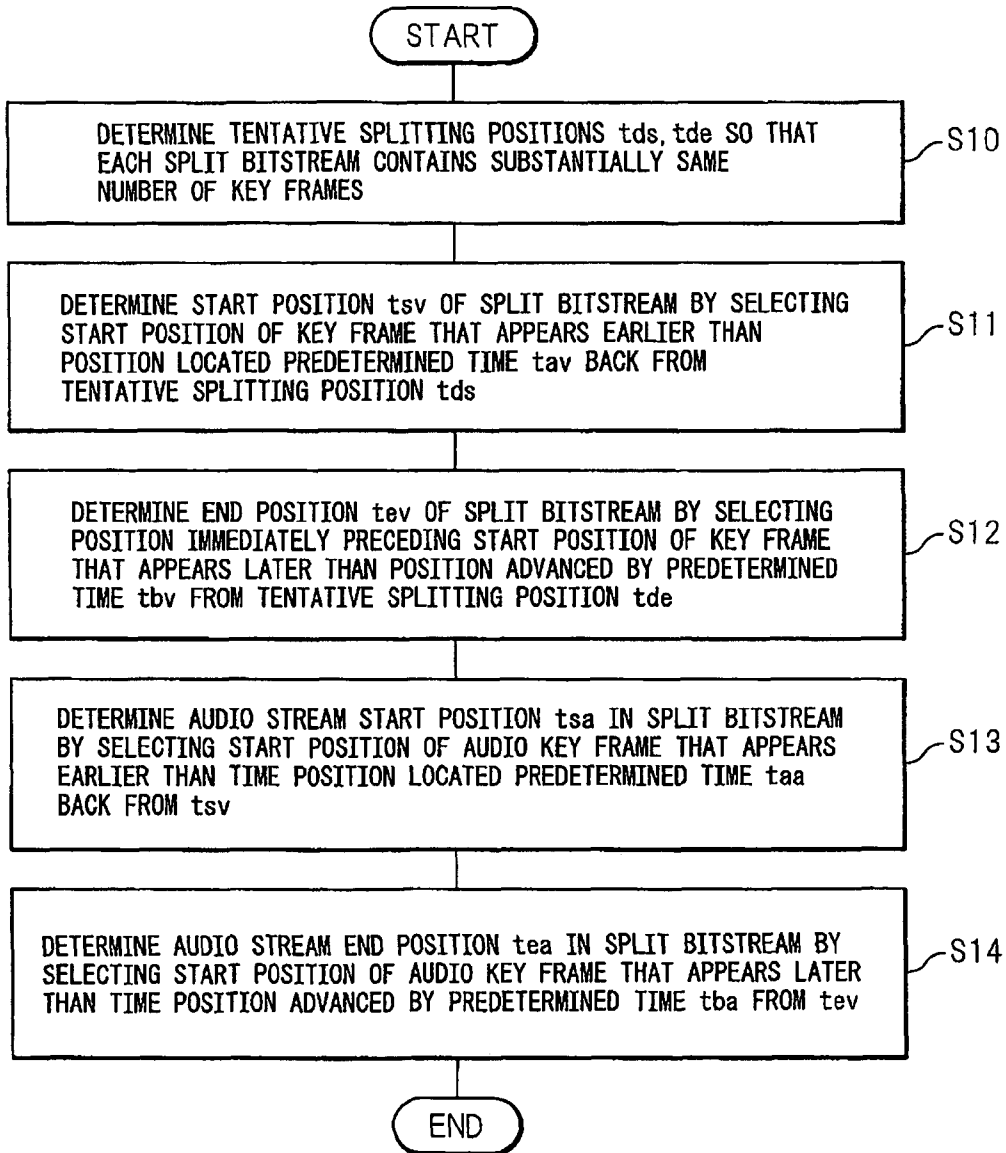 START
DETERMINE TENTATIVE SPLITTING POSITIONS tds, tde SO THAT
EACH SPLIT BITSTREAM CONTAINS SUBSTANTIALLY SAME
NUMBER OF KEY FRAMES
S10
DETERMINE START POSITION tsv OF SPLIT BITSTREAM BY SELECTING
START POSITION OF KEY FRAME THAT APPEARS EARLIER THAN
POSITION LOCATED PREDETERMINED TIME tav BACK FROM
TENTATIVE SPLITTING POSITION tds
S11
DETERMINE END POSITION tev OF SPLIT BITSTREAM BY SELECTING
POSITION IMMEDIATELY PRECEDING START POSITION OF KEY FRAME
THAT APPEARS LATER THAN POSITION ADVANCED BY PREDETERMINED
TIME tbv FROM TENTATIVE SPLITTING POSITION tde
S12
DETERMINE AUDIO STREAM START POSITION tsa IN SPLIT BITSTREAM
BY SELECTING START POSITION OF AUDIO KEY FRAME THAT APPEARS
EARLIER THAN TIME POSITION LOCATED PREDETERMINED TIME taa
BACK FROM tsv
S13
DETERMINE AUDIO STREAM END POSITION tea IN SPLIT BITSTREAM BY
SELECTING START POSITION OF AUDIO KEY FRAME THAT APPEARS LATER
THAN TIME POSITION ADVANCED BY PREDETERMINED TIME tba FROM tev
S14
END